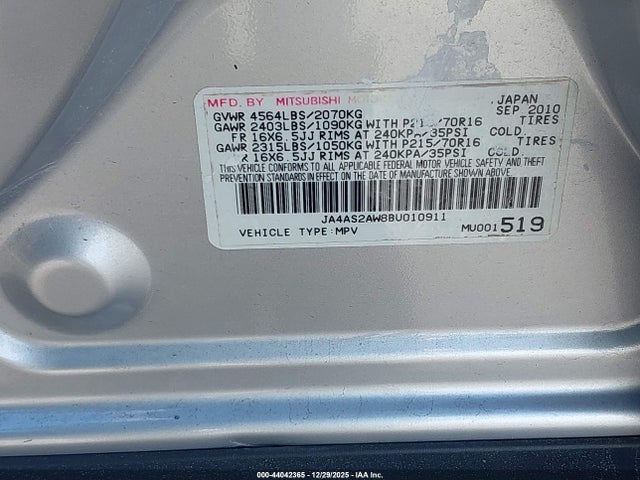 MFD. BY MITSUBISHI JAPAN
GVWR 4564LBS/2070KG SEP 2010
GAWR 2403LBS/1090KG WITH /70R16 TIRES
FR 16X6.5JJ RIMS AT 240KPA/35PSI COLD.
GAWR 2315LBS/1050KG WITH P215/70R16 TIRES
R 16X6.5JJ RIMS AT 240KPA/35PSI COLD.
THIS VEHICLE CONFORMS TO ALL APPLICABLE FEDERAL MOTOR VEHICLE SAFETY AND THEFT
PREVENTION STANDARDS IN EFFECT ON THE DATE OF MANUFACTURE SHOWN ABOVE.
JA4AS2AW8BU010911
VEHICLE TYPE:MPV MU001519
000-44042365 - 12/29/2025 - IAA Inc.